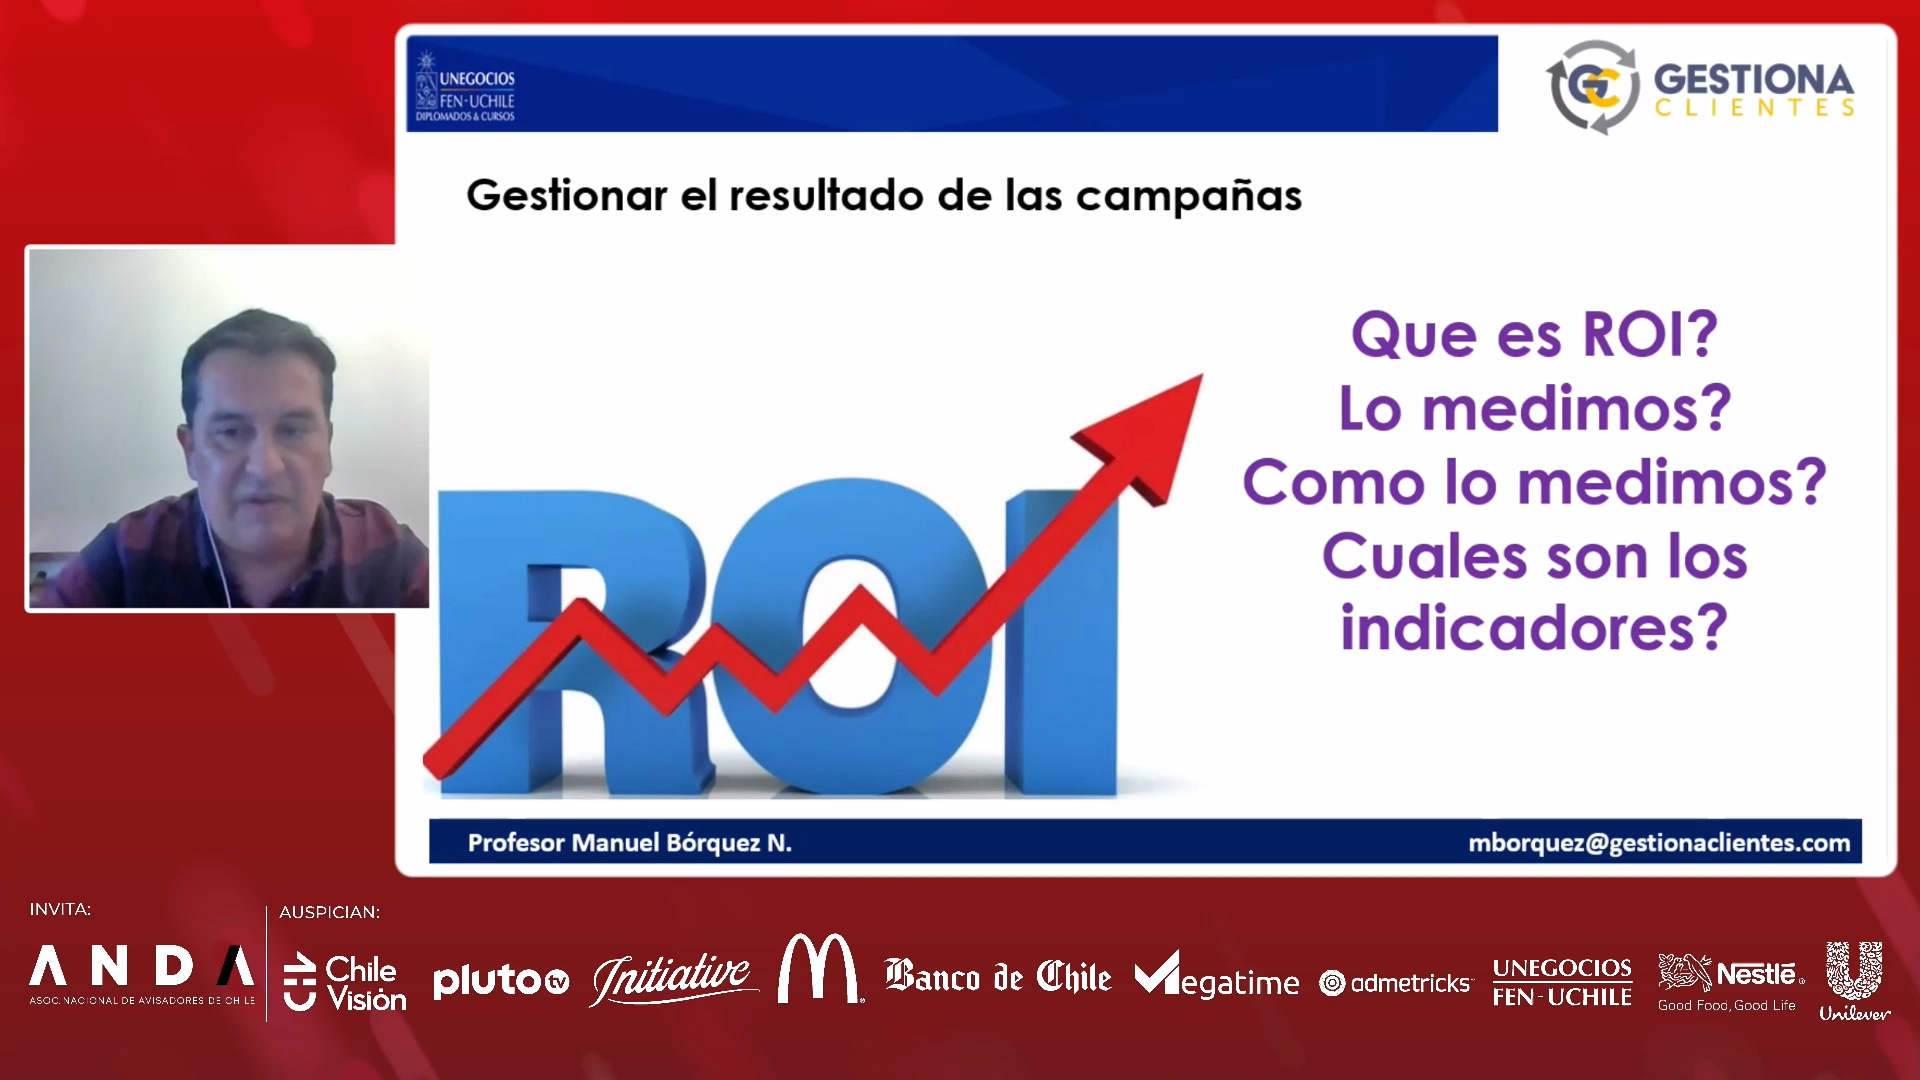 UNEGOCIOS
FEN-UCHILE
DIPLOMADOS & CURSOS
GESTIONA
CLIENTES
Gestionar el resultado de las campañas
Que es ROI?
Lo medimos?
Como lo medimos?
Cuales son los
indicadores?
ROI
Profesor Manuel Bórquez N.
mborquez@gestionaclientes.com
INVITA:
AUSPICIAN:
ANDA
ASOC. NACIONAL DE AVISADORES DE CHILE
CHV
Chile
Visión
pluto tv
Initiative
Banco de Chile
Megatime
admetricks
UNEGOCIOS
FEN-UCHILE
Nestlé
Good Food, Good Life
Unilever